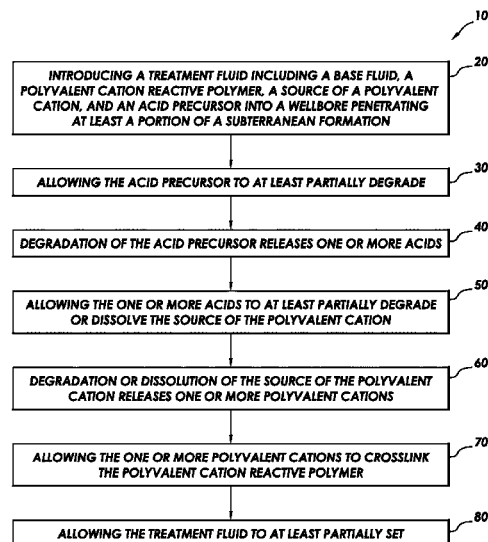 10
20
INTRODUCING A TREATMENT FLUID INCLUDING A BASE FLUID, A
POLYVALENT CATION REACTIVE POLYMER, A SOURCE OF A POLYVALENT
CATION, AND AN ACID PRECURSOR INTO A WELLBORE PENETRATING
AT LEAST A PORTION OF A SUBTERRANEAN FORMATION
30
ALLOWING THE ACID PRECURSOR TO AT LEAST PARTIALLY DEGRADE
40
DEGRADATION OF THE ACID PRECURSOR RELEASES ONE OR MORE ACIDS
50
ALLOWING THE ONE OR MORE ACIDS TO AT LEAST PARTIALLY DEGRADE
OR DISSOLVE THE SOURCE OF THE POLYVALENT CATION
60
DEGRADATION OR DISSOLUTION OF THE SOURCE OF THE POLYVALENT
CATION RELEASES ONE OR MORE POLYVALENT CATIONS
70
ALLOWING THE ONE OR MORE POLYVALENT CATIONS TO CROSSLINK
THE POLYVALENT CATION REACTIVE POLYMER
80
ALLOWING THE TREATMENT FLUID TO AT LEAST PARTIALLY SET